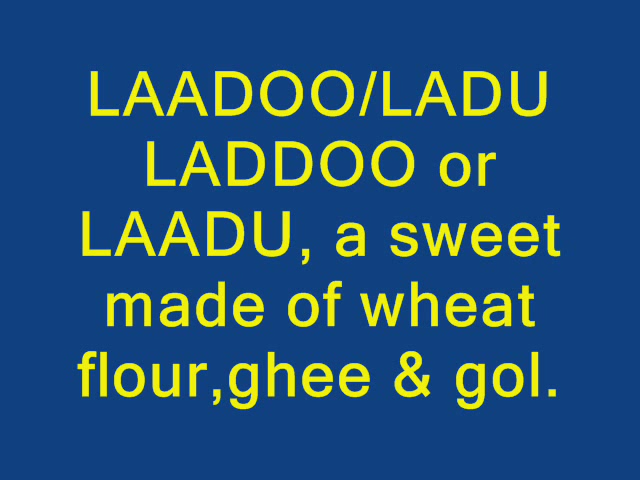 LAADOO/LADU
LADDOO or
LAADU, a sweet
made of wheat
flour,ghee & gol.